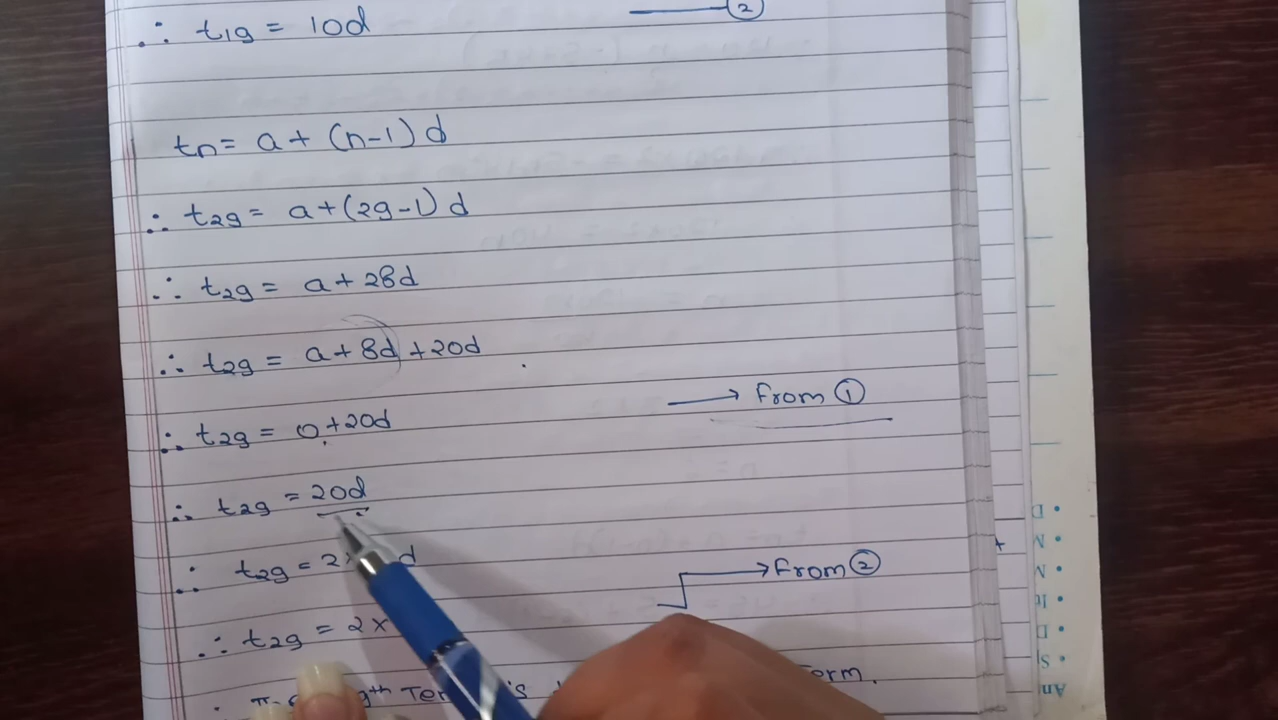 ②
∴ t19 = 10d
tn = a + (n-1) d
∴ t29 = a + (29-1) d
∴ t29 = a + 28d
∴ t29 = a + 8d + 20d
→ From ①
∴ t29 = 0 + 20d
∴ t29 = 20d
∴ t29 = 2 d
→ From ②
∴ t29 = 2 ×